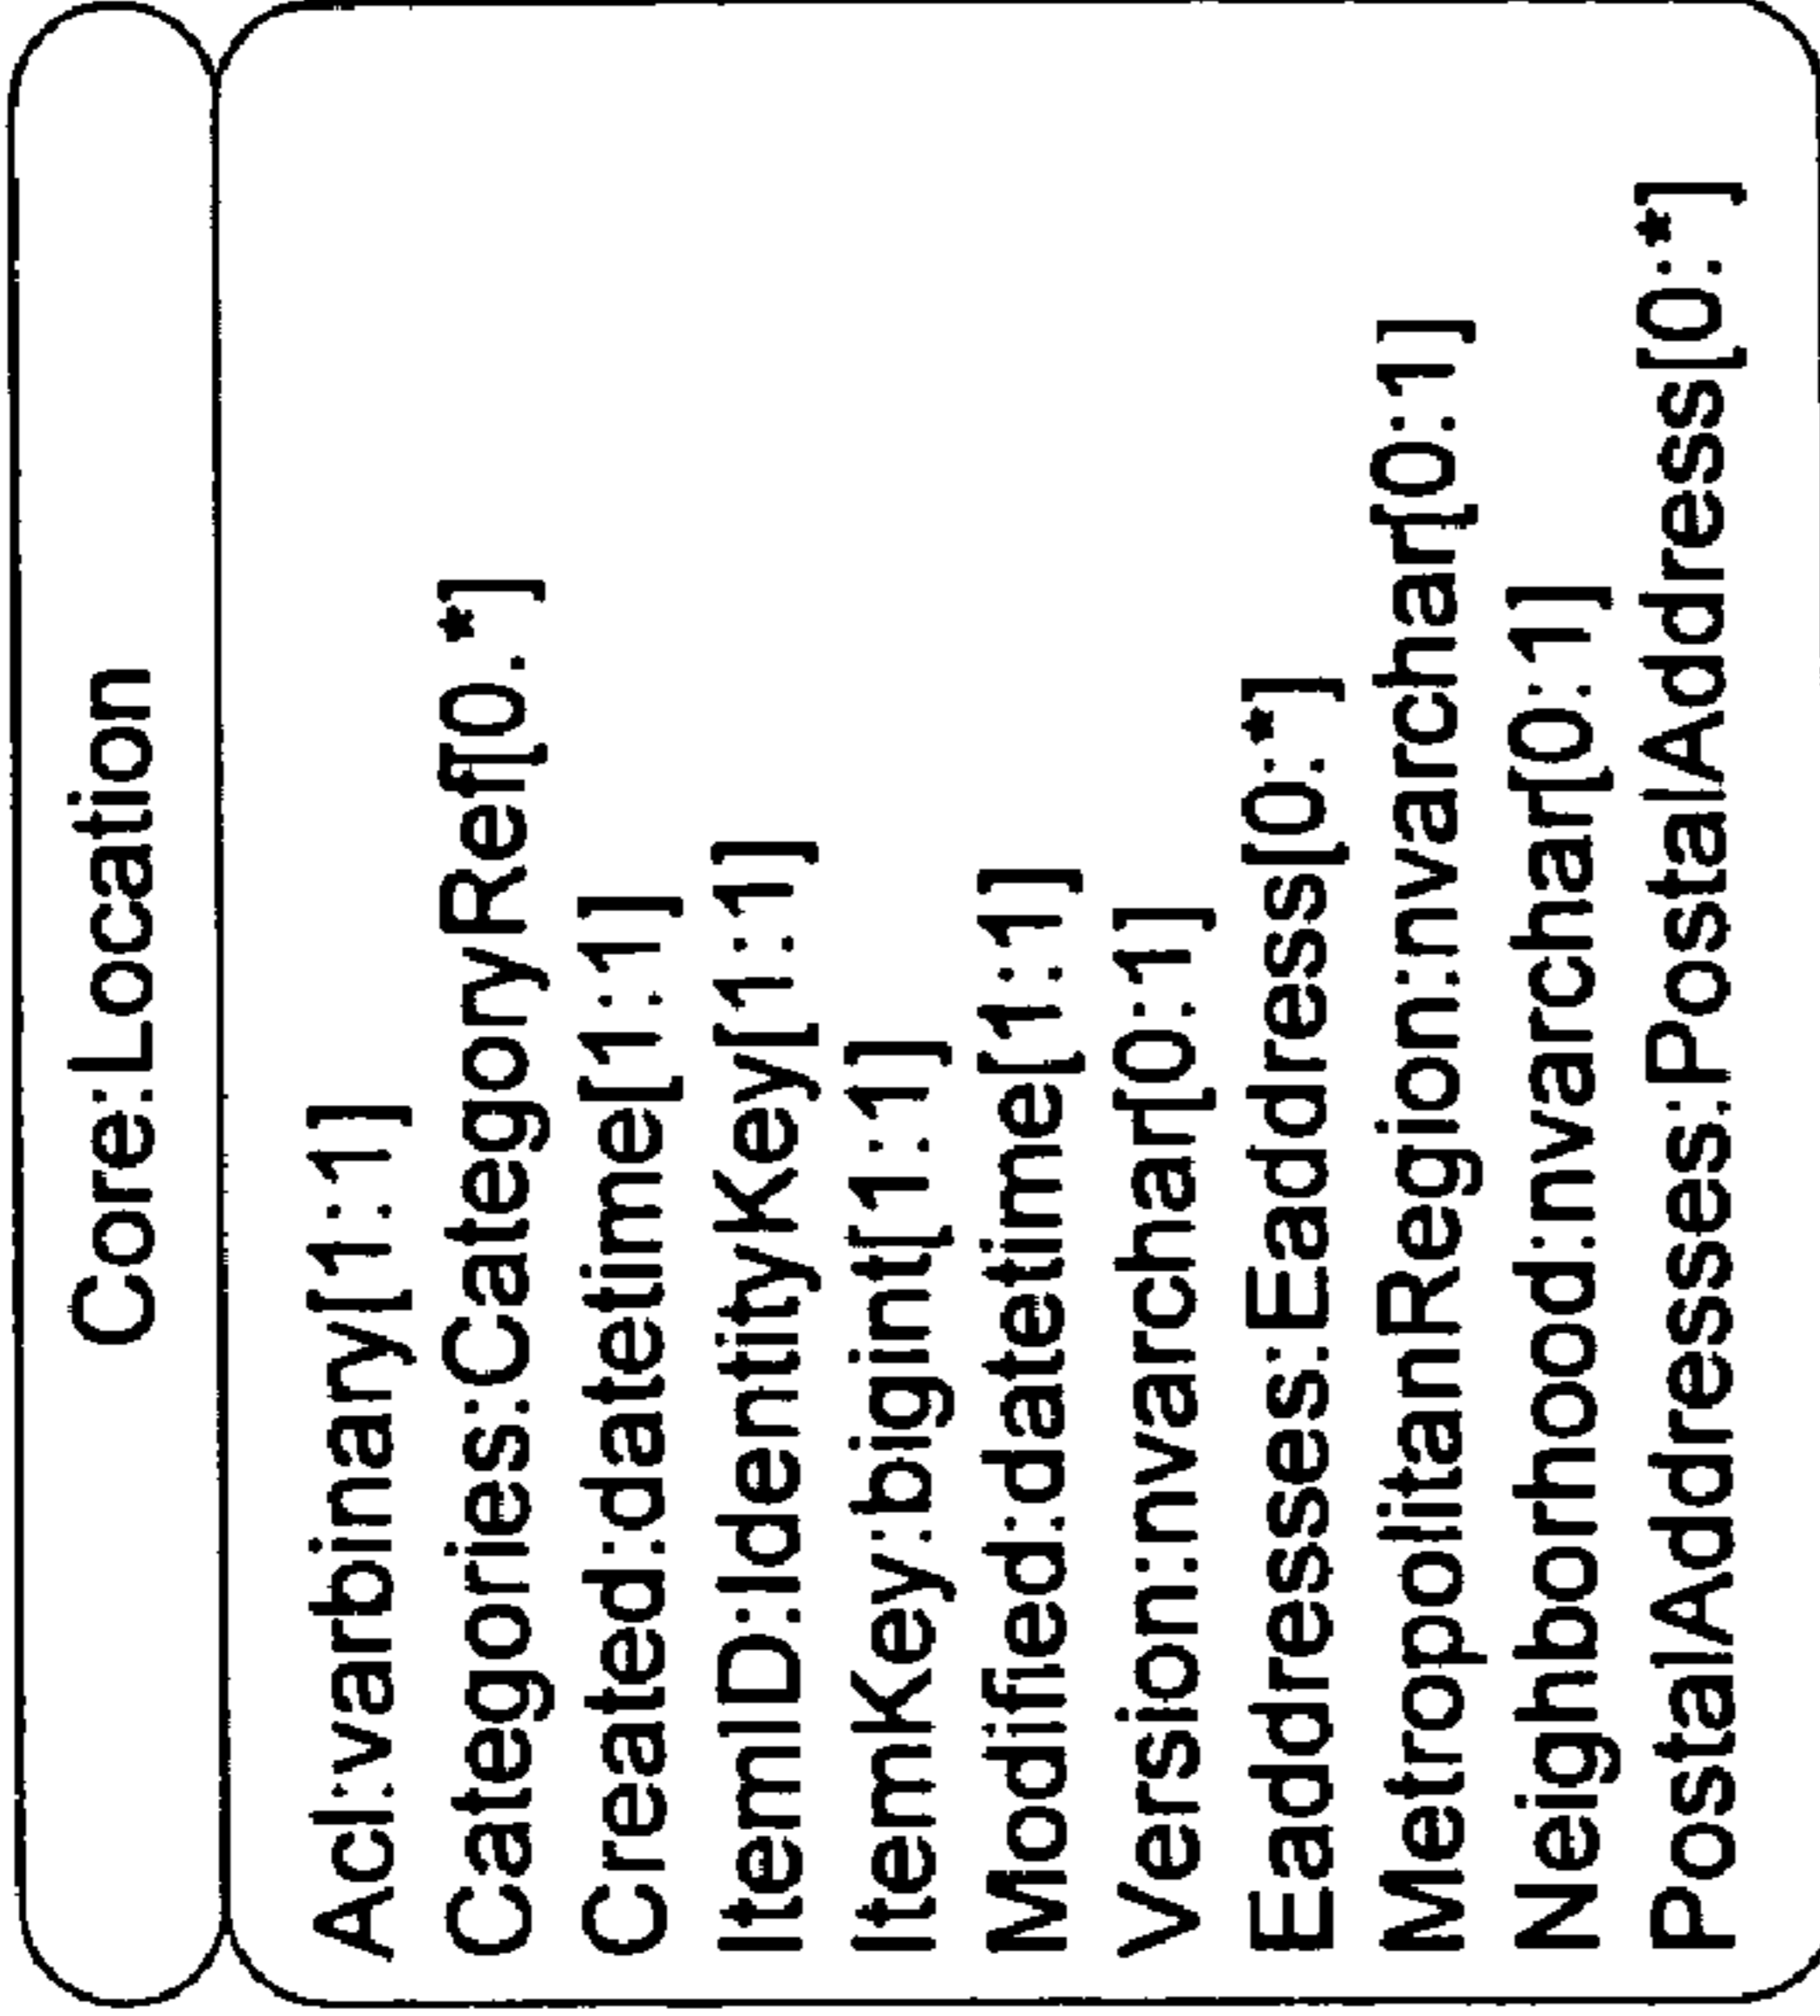 Core:Location
Acl:varbinary[1:1]
Categories:CategoryRef[0.*]
Created:datetime[1:1]
ItemID:IdentityKey[1:1]
ItemKey:bigint[1:1]
Modified:datetime[1:1]
Version:nvarchar[0:1]
Eaddresses:Eaddress[0:*]
MetropolitanRegion:nvarchar[0:1]
Neighborhood:nvarchar[0:1]
PostalAddresses:PostalAddress[0:*]